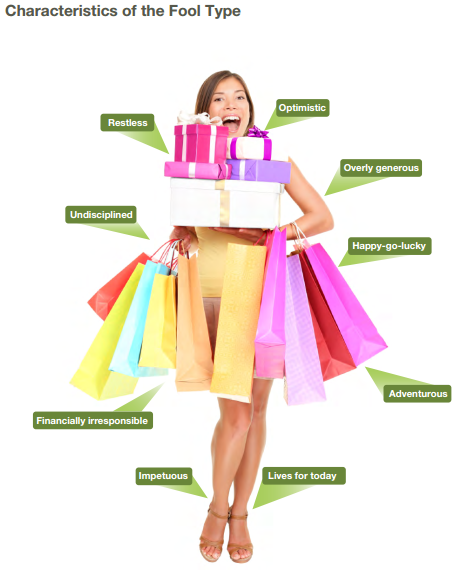 Characteristics of the Fool Type
Optimistic
Restless
Overly generous
Undisciplined
Happy-go-lucky
Adventurous
Financially irresponsible
Impetuous
Lives for today